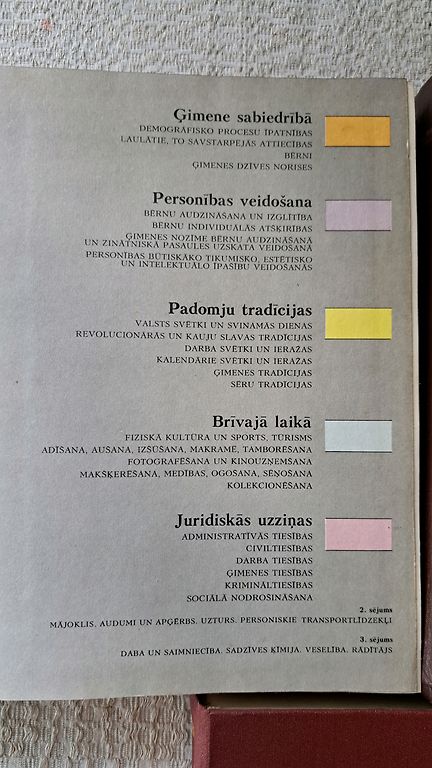 Ģimene sabiedrībā
DEMOGRĀFISKO PROCESU ĪPATNĪBAS
LAULĀTIE, TO SAVSTARPĒJĀS ATTIECĪBAS
BĒRNI
ĢIMENES DZĪVES NORISES
Personības veidošana
BĒRNU AUDZINĀŠANA UN IZGLĪTĪBA
BĒRNU INDIVIDUĀLĀS ATŠĶIRĪBAS
ĢIMENES NOZĪME BĒRNU AUDZINĀŠANĀ
UN ZINĀTNISKĀ PASAULES UZSKATA VEIDOŠANĀ
PERSONĪBAS BŪTISKĀKO TIKUMISKO, ESTĒTISKO
UN INTELEKTUĀLO ĪPAŠĪBU VEIDOŠANĀS
Padomju tradīcijas
VALSTS SVĒTKI UN SVINAMĀS DIENAS
REVOLUCIONĀRĀS UN KAUJU SLAVAS TRADĪCIJAS
DARBA SVĒTKI UN IERAŽAS
KALENDĀRIE SVĒTKI UN IERAŽAS
ĢIMENES TRADĪCIJAS
SĒRU TRADĪCIJAS
Brīvajā laikā
FIZISKĀ KULTŪRA UN SPORTS, TŪRISMS
ADĪŠANA, AUŠANA, IZŠŪŠANA, MAKRAMĒ, TAMBORĒŠANA
FOTOGRAFĒŠANA UN KINOUZŅEMŠANA
MAKŠĶERĒŠANA, MEDĪBAS, OGOŠANA, SĒŅOŠANA
KOLEKCIONĒŠANA
Juridiskās uzziņas
ADMINISTRATĪVĀS TIESĪBAS
CIVILTIESĪBAS
DARBA TIESĪBAS
ĢIMENES TIESĪBAS
KRIMINĀLTIESĪBAS
SOCIĀLĀ NODROŠINĀŠANA
2. sējums
MĀJOKLIS. AUDUMI UN APĢĒRBS. UZTURS. PERSONISKIE TRANSPORTLĪDZEKĻI
3. sējums
DABA UN SAIMNIECĪBA. SADZĪVES ĶĪMIJA. VESELĪBA. RĀDĪTĀJS